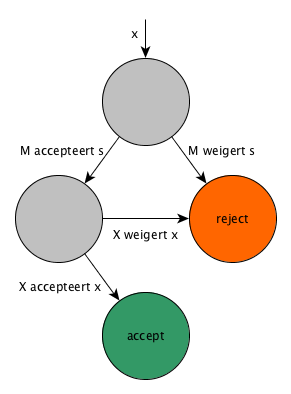 x
M accepteert s
M weigert s
reject
X weigert x
X accepteert x
accept